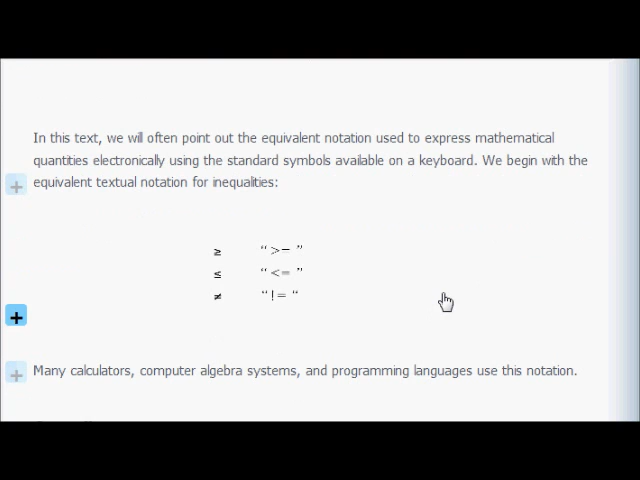 In this text, we will often point out the equivalent notation used to express mathematical
quantities electronically using the standard symbols available on a keyboard. We begin with the
equivalent textual notation for inequalities:
≥ “ >= ”
≤ “ <= ”
≠ “ != “
Many calculators, computer algebra systems, and programming languages use this notation.